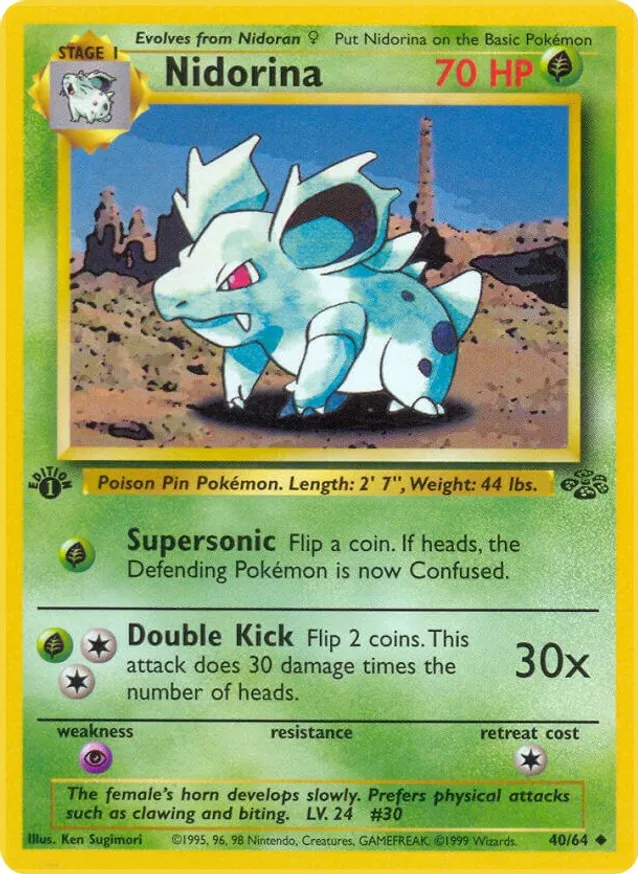 Evolves from Nidoran ♀ Put Nidorina on the Basic Pokémon
STAGE 1
Nidorina 70 HP
EDITION
1
Poison Pin Pokémon. Length: 2' 7", Weight: 44 lbs.
Supersonic Flip a coin. If heads, the
Defending Pokémon is now Confused.
Double Kick Flip 2 coins. This
attack does 30 damage times the
number of heads.
30x
weakness resistance retreat cost
The female's horn develops slowly. Prefers physical attacks
such as clawing and biting. LV. 24 #30
Illus. Ken Sugimori ©1995, 96, 98 Nintendo, Creatures, GAMEFREAK. ©1999 Wizards. 40/64 ◆